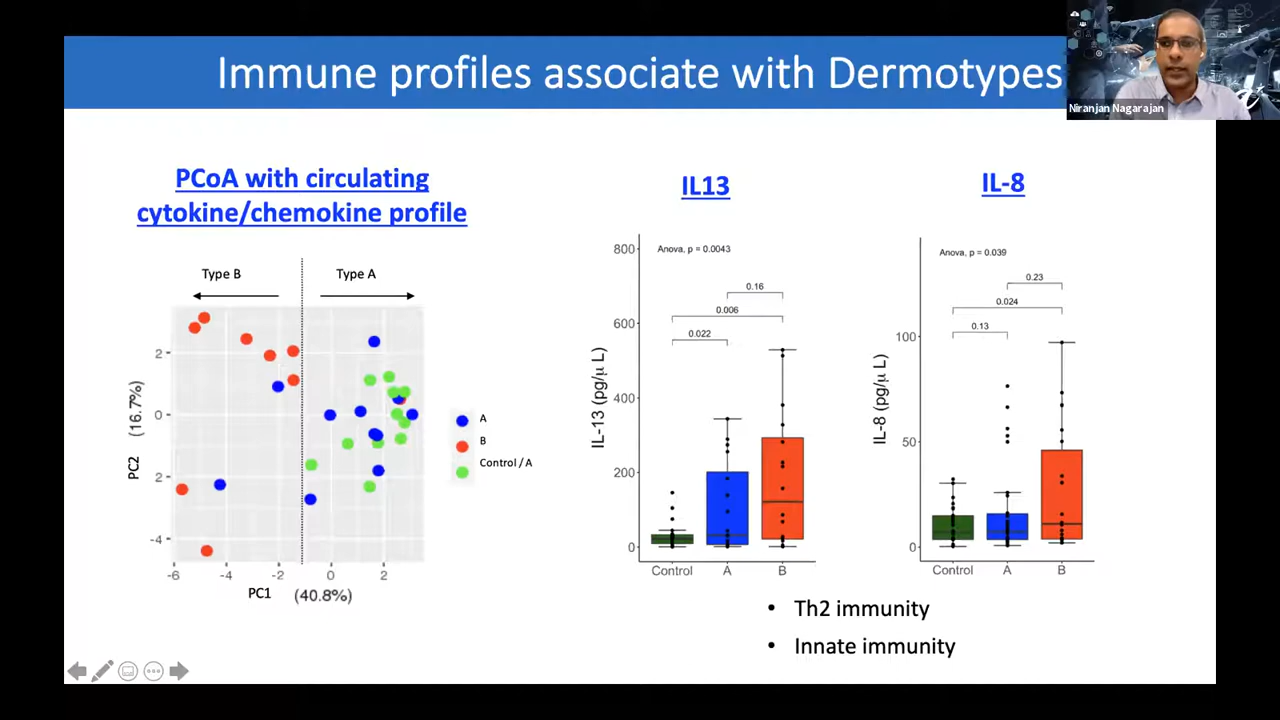 Immune profiles associate with Dermotypes
Niranjan Nagarajan
PCoA with circulating
cytokine/chemokine profile
Type B
Type A
2
0
2
-4
-6
-4
-2
0
2
PC2 (16.7%)
PC1 (40.8%)
A
B
Control / A
IL13
800
600
400
200
0
IL-13 (pg/μ L)
Anova, p = 0.0043
0.16
0.006
0.022
Control
A
B
IL-8
100
50
0
IL-8 (pg/μ L)
Anova, p = 0.039
0.23
0.024
0.13
Control
A
B
• Th2 immunity
• Innate immunity